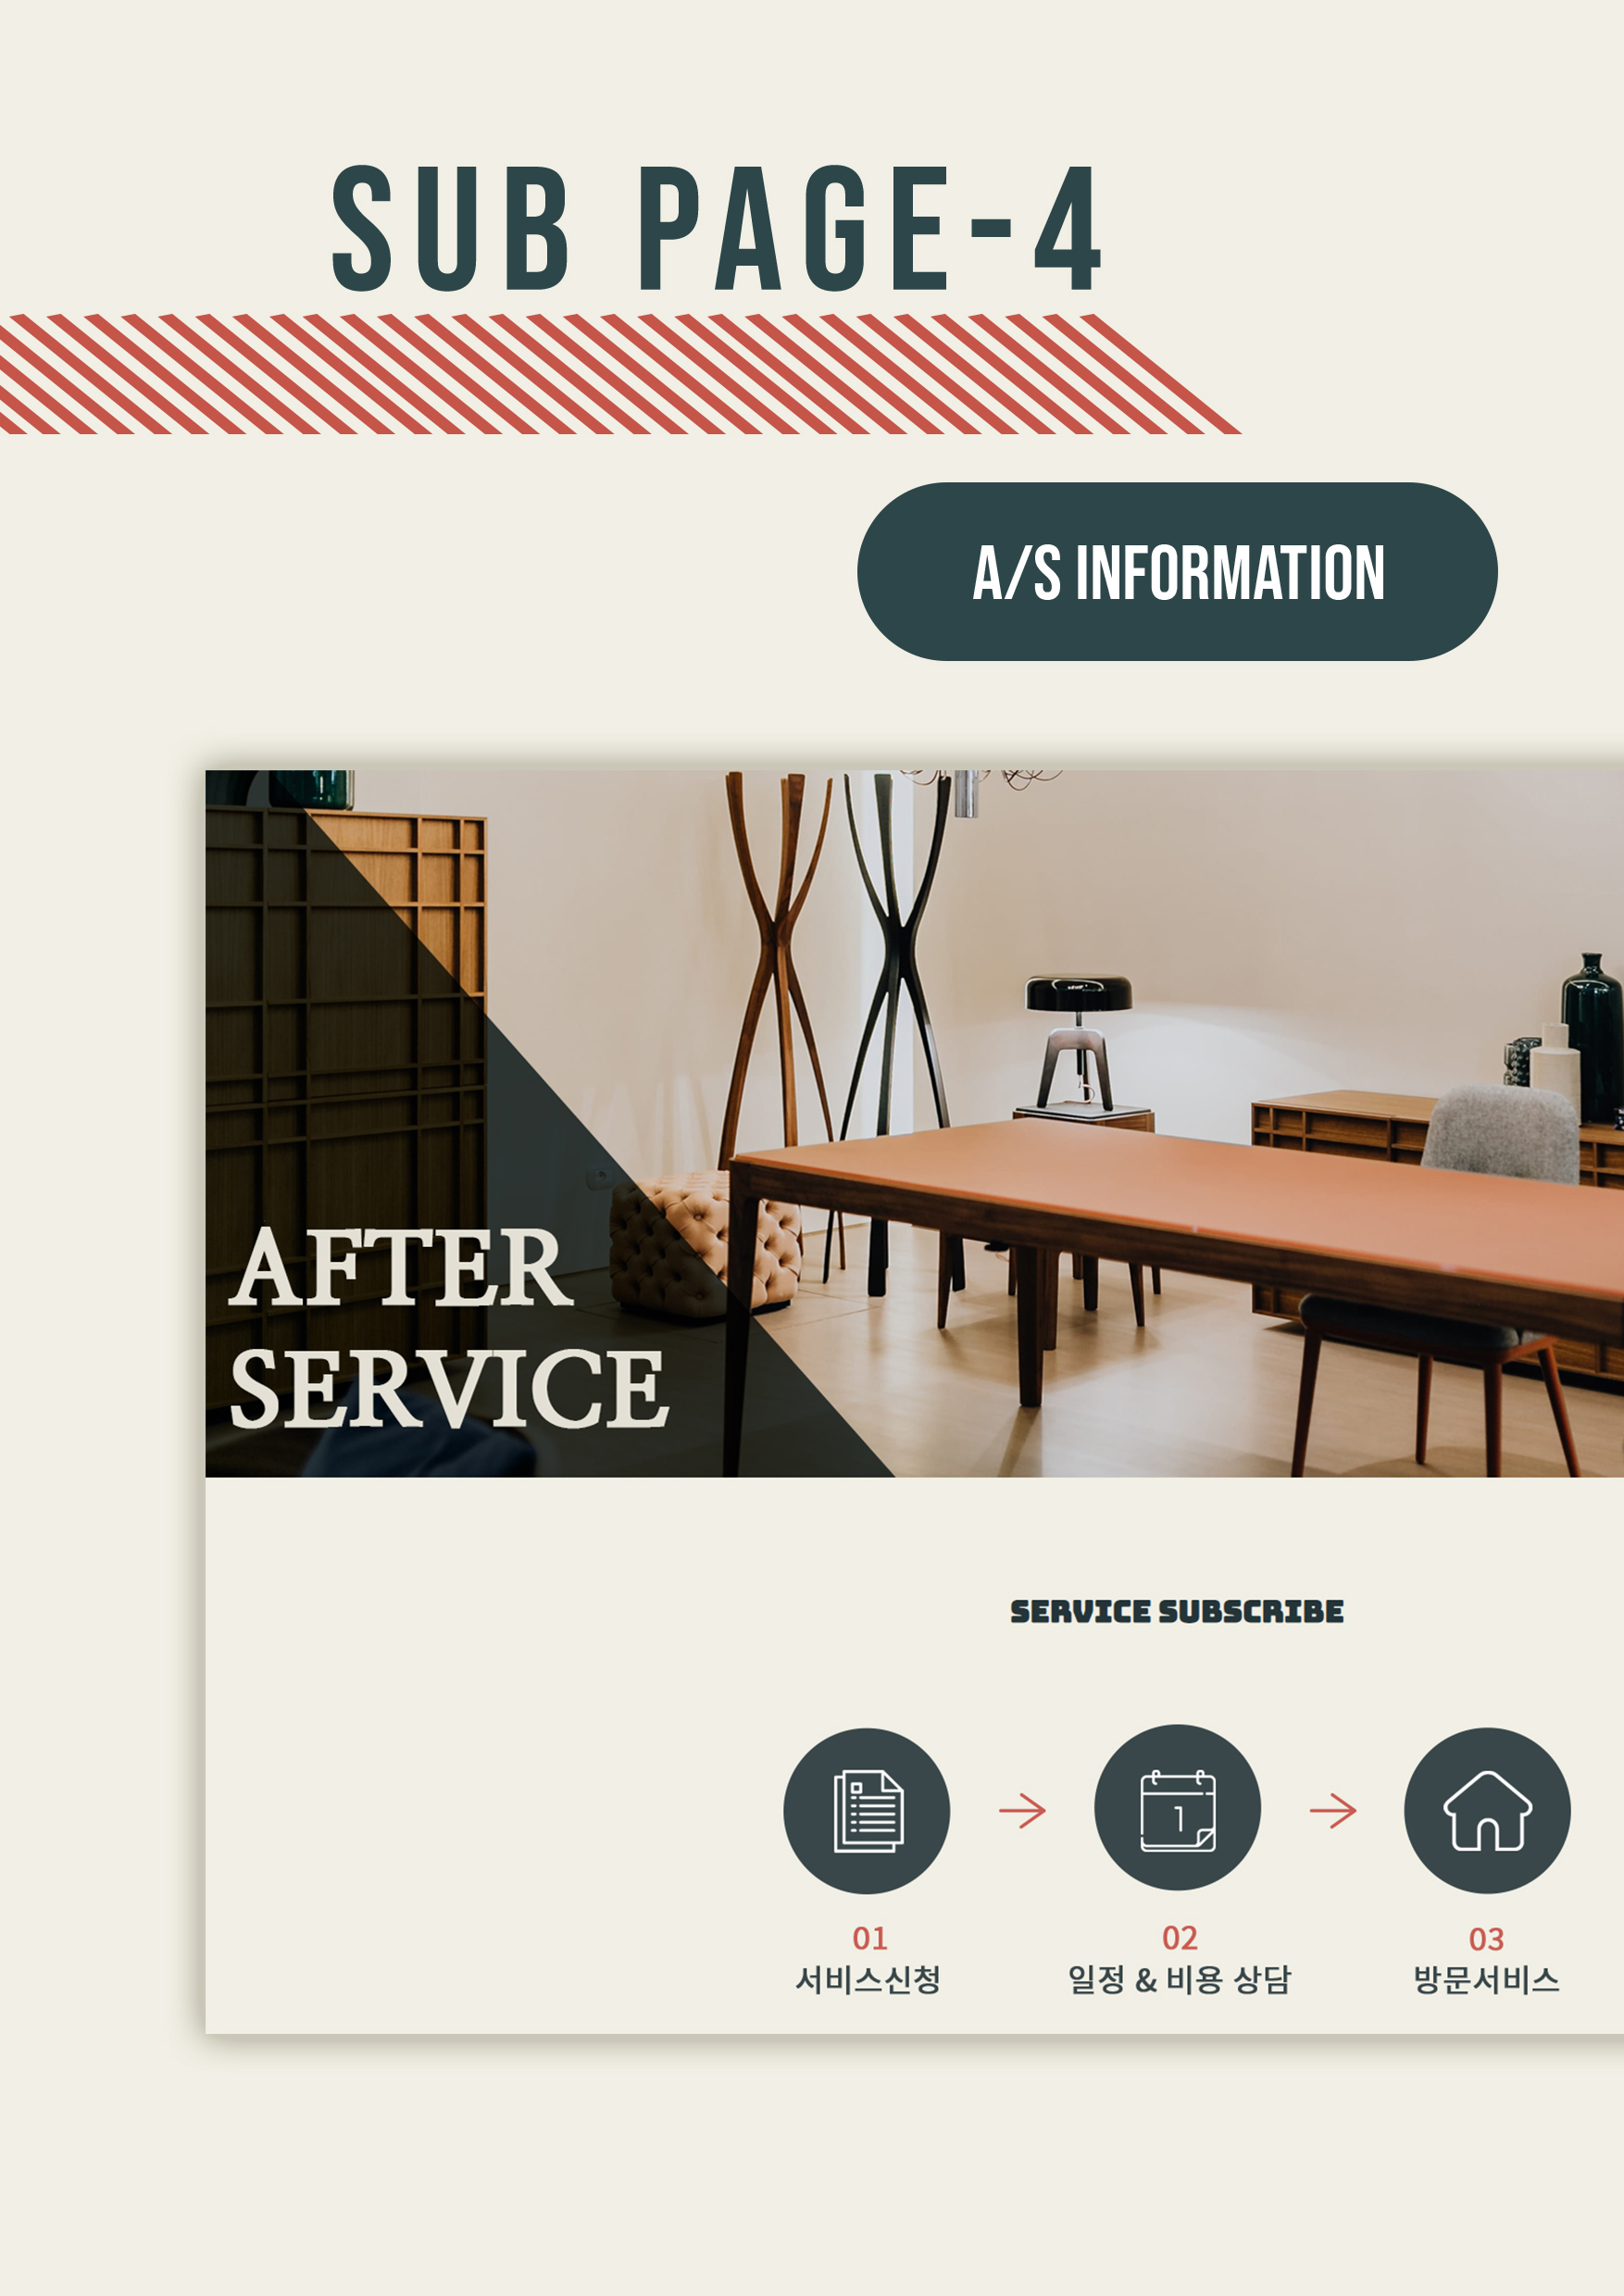 SUB PAGE-4
A/S INFORMATION
AFTER
SERVICE
SERVICE SUBSCRIBE
1
01
서비스신청
02
일정 & 비용 상담
03
방문서비스